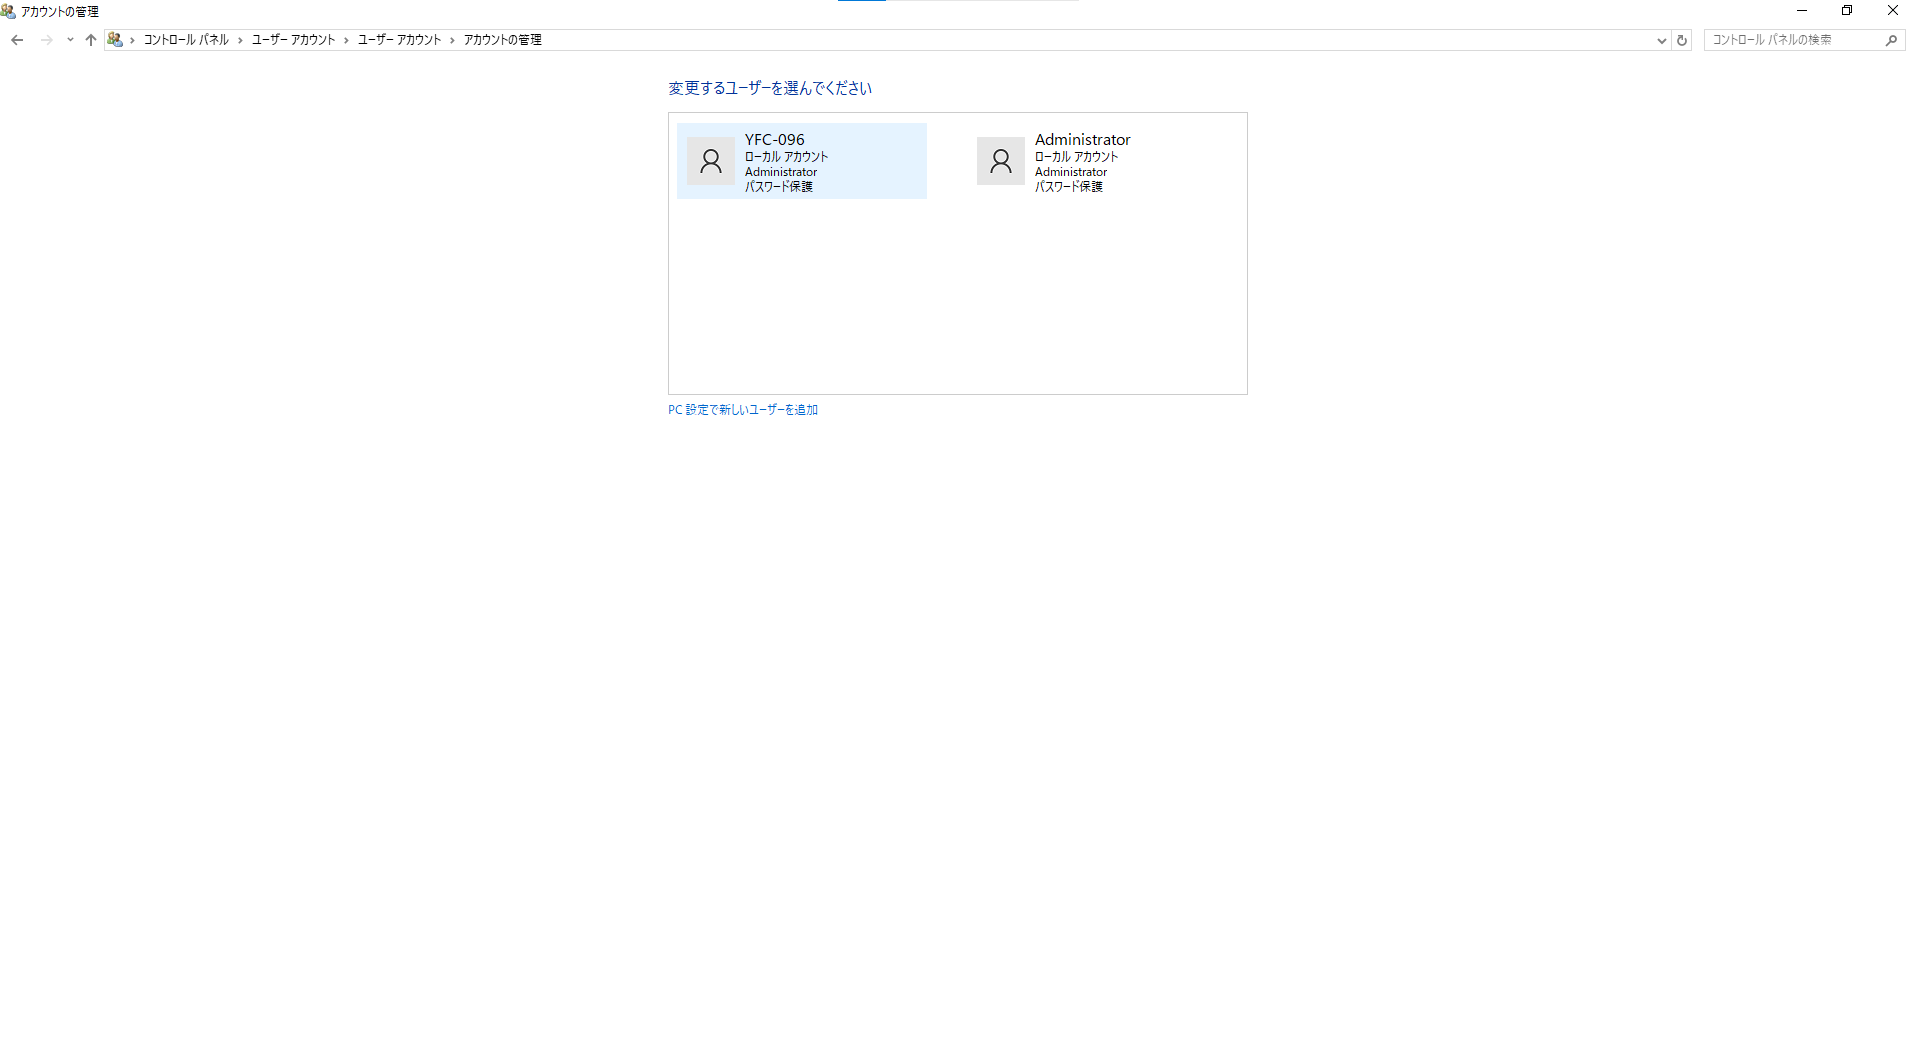 アカウントの管理
コントロール パネル › ユーザー アカウント › ユーザー アカウント › アカウントの管理
コントロール パネルの検索
変更するユーザーを選んでください
YFC-096
ローカル アカウント
Administrator
パスワード保護
Administrator
ローカル アカウント
Administrator
パスワード保護
PC 設定で新しいユーザーを追加